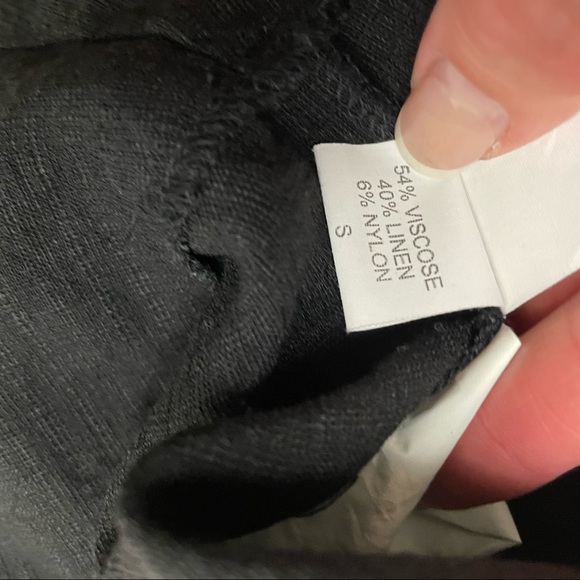 54% VISCOSE
40% LINEN
6% NYLON
S